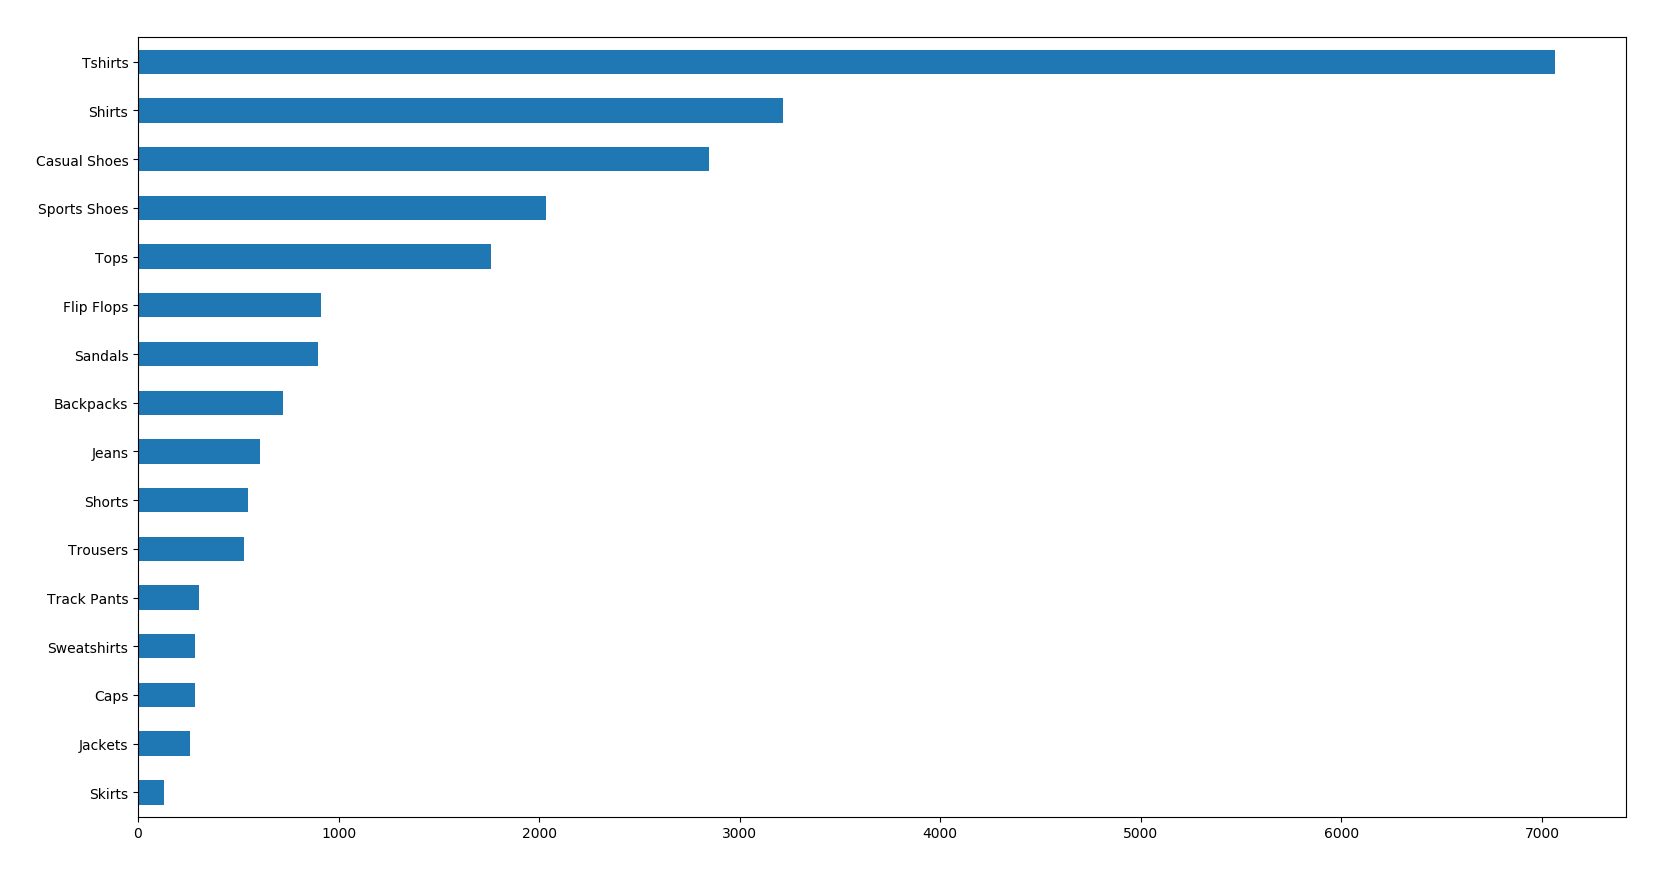 Tshirts
Shirts
Casual Shoes
Sports Shoes
Tops
Flip Flops
Sandals
Backpacks
Jeans
Shorts
Trousers
Track Pants
Sweatshirts
Caps
Jackets
Skirts
0 1000 2000 3000 4000 5000 6000 7000